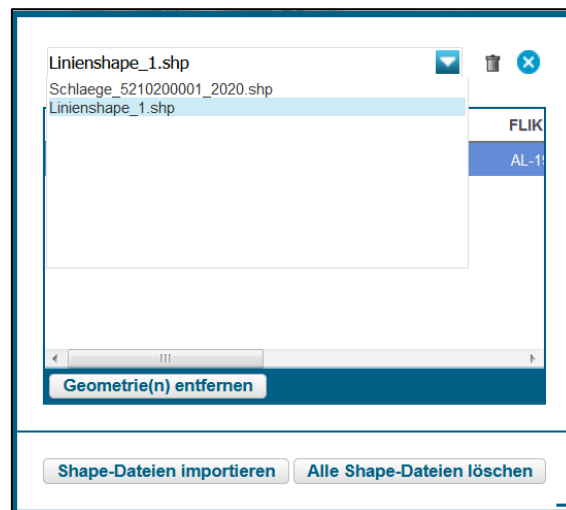 Linienshape_1.shp
Schlaege_5210200001_2020.shp
Linienshape_1.shp
FLIK
AL-1
Geometrie(n) entfernen
Shape-Dateien importieren Alle Shape-Dateien löschen